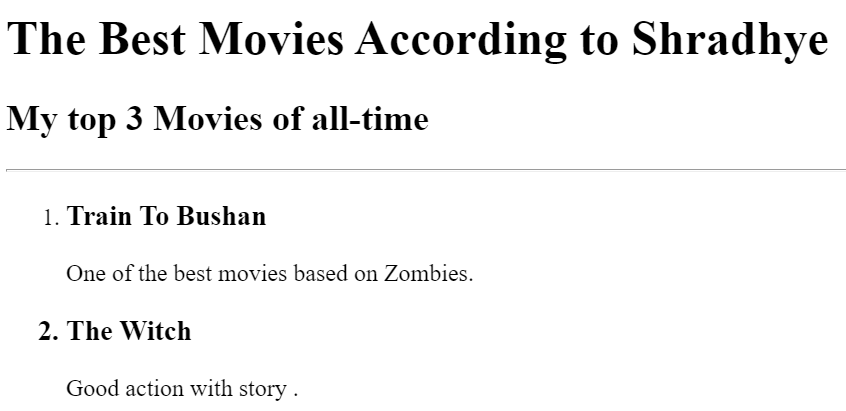 The Best Movies According to Shradhye
My top 3 Movies of all-time
1. Train To Bushan
One of the best movies based on Zombies.
2. The Witch
Good action with story .